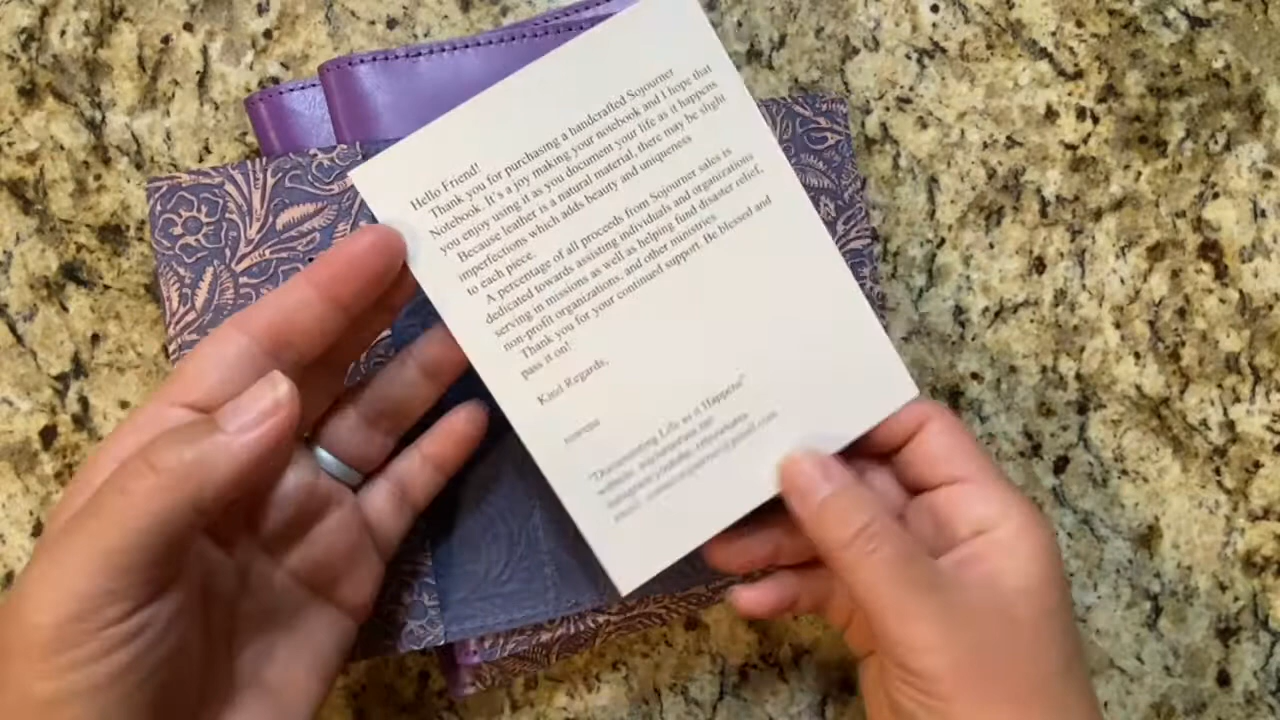 Hello Friend!
Thank you for purchasing a handcrafted Sojourner
Notebook. It's a joy making your notebook and I hope that
you enjoy using it as you document your life as it happens
Because leather is a natural material, there may be slight
imperfections which adds beauty and uniqueness
to each piece.
A percentage of all proceeds from Sojourner sales is
dedicated towards assisting individuals and organizations
serving in missions as well as helping fund disaster relief,
non-profit organizations, and other ministries
Thank you for your continued support. Be blessed and
pass it on!
Kind Regards,
"Documenting Life as it Happens"